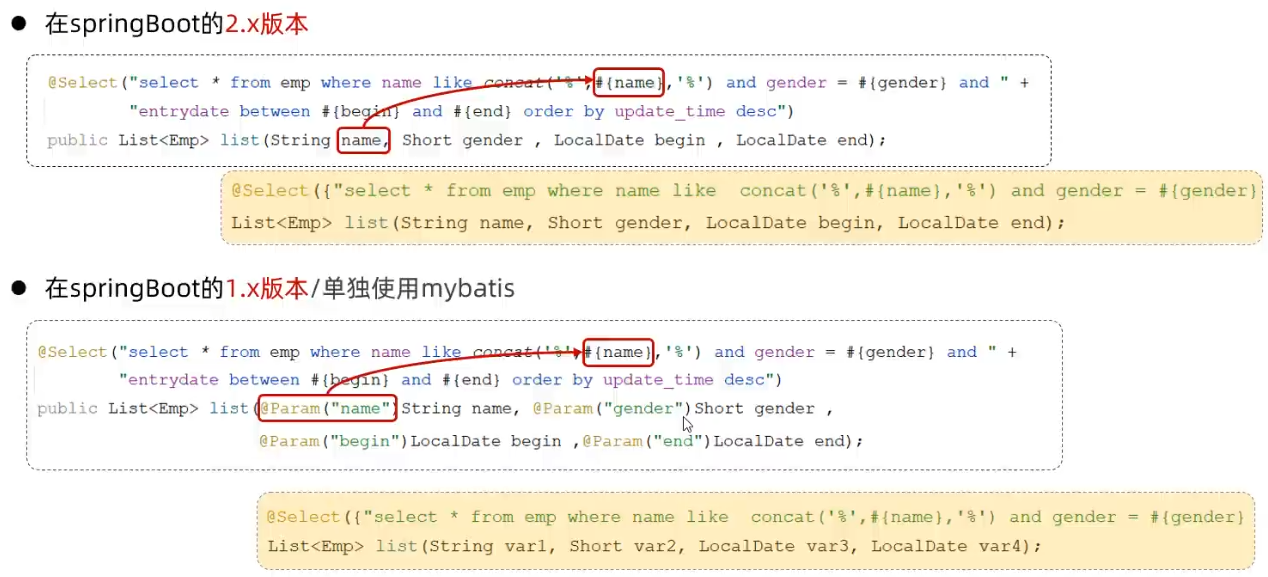 在springBoot的2.x版本
@Select("select * from emp where name like concat('%',#{name},'%') and gender = #{gender} and " +
"entrydate between #{begin} and #{end} order by update_time desc")
public List<Emp> list(String name, Short gender , LocalDate begin , LocalDate end);
@Select({"select * from emp where name like  concat('%',#{name},'%') and gender = #{gender}
List<Emp> list(String name, Short gender, LocalDate begin, LocalDate end);
在springBoot的1.x版本/单独使用mybatis
@Select("select * from emp where name like concat('%',#{name},'%') and gender = #{gender} and " +
"entrydate between #{begin} and #{end} order by update_time desc")
public List<Emp> list(@Param("name")String name, @Param("gender")Short gender ,
@Param("begin")LocalDate begin ,@Param("end")LocalDate end);
@Select({"select * from emp where name like  concat('%',#{name},'%') and gender = #{gender}
List<Emp> list(String var1, Short var2, LocalDate var3, LocalDate var4);